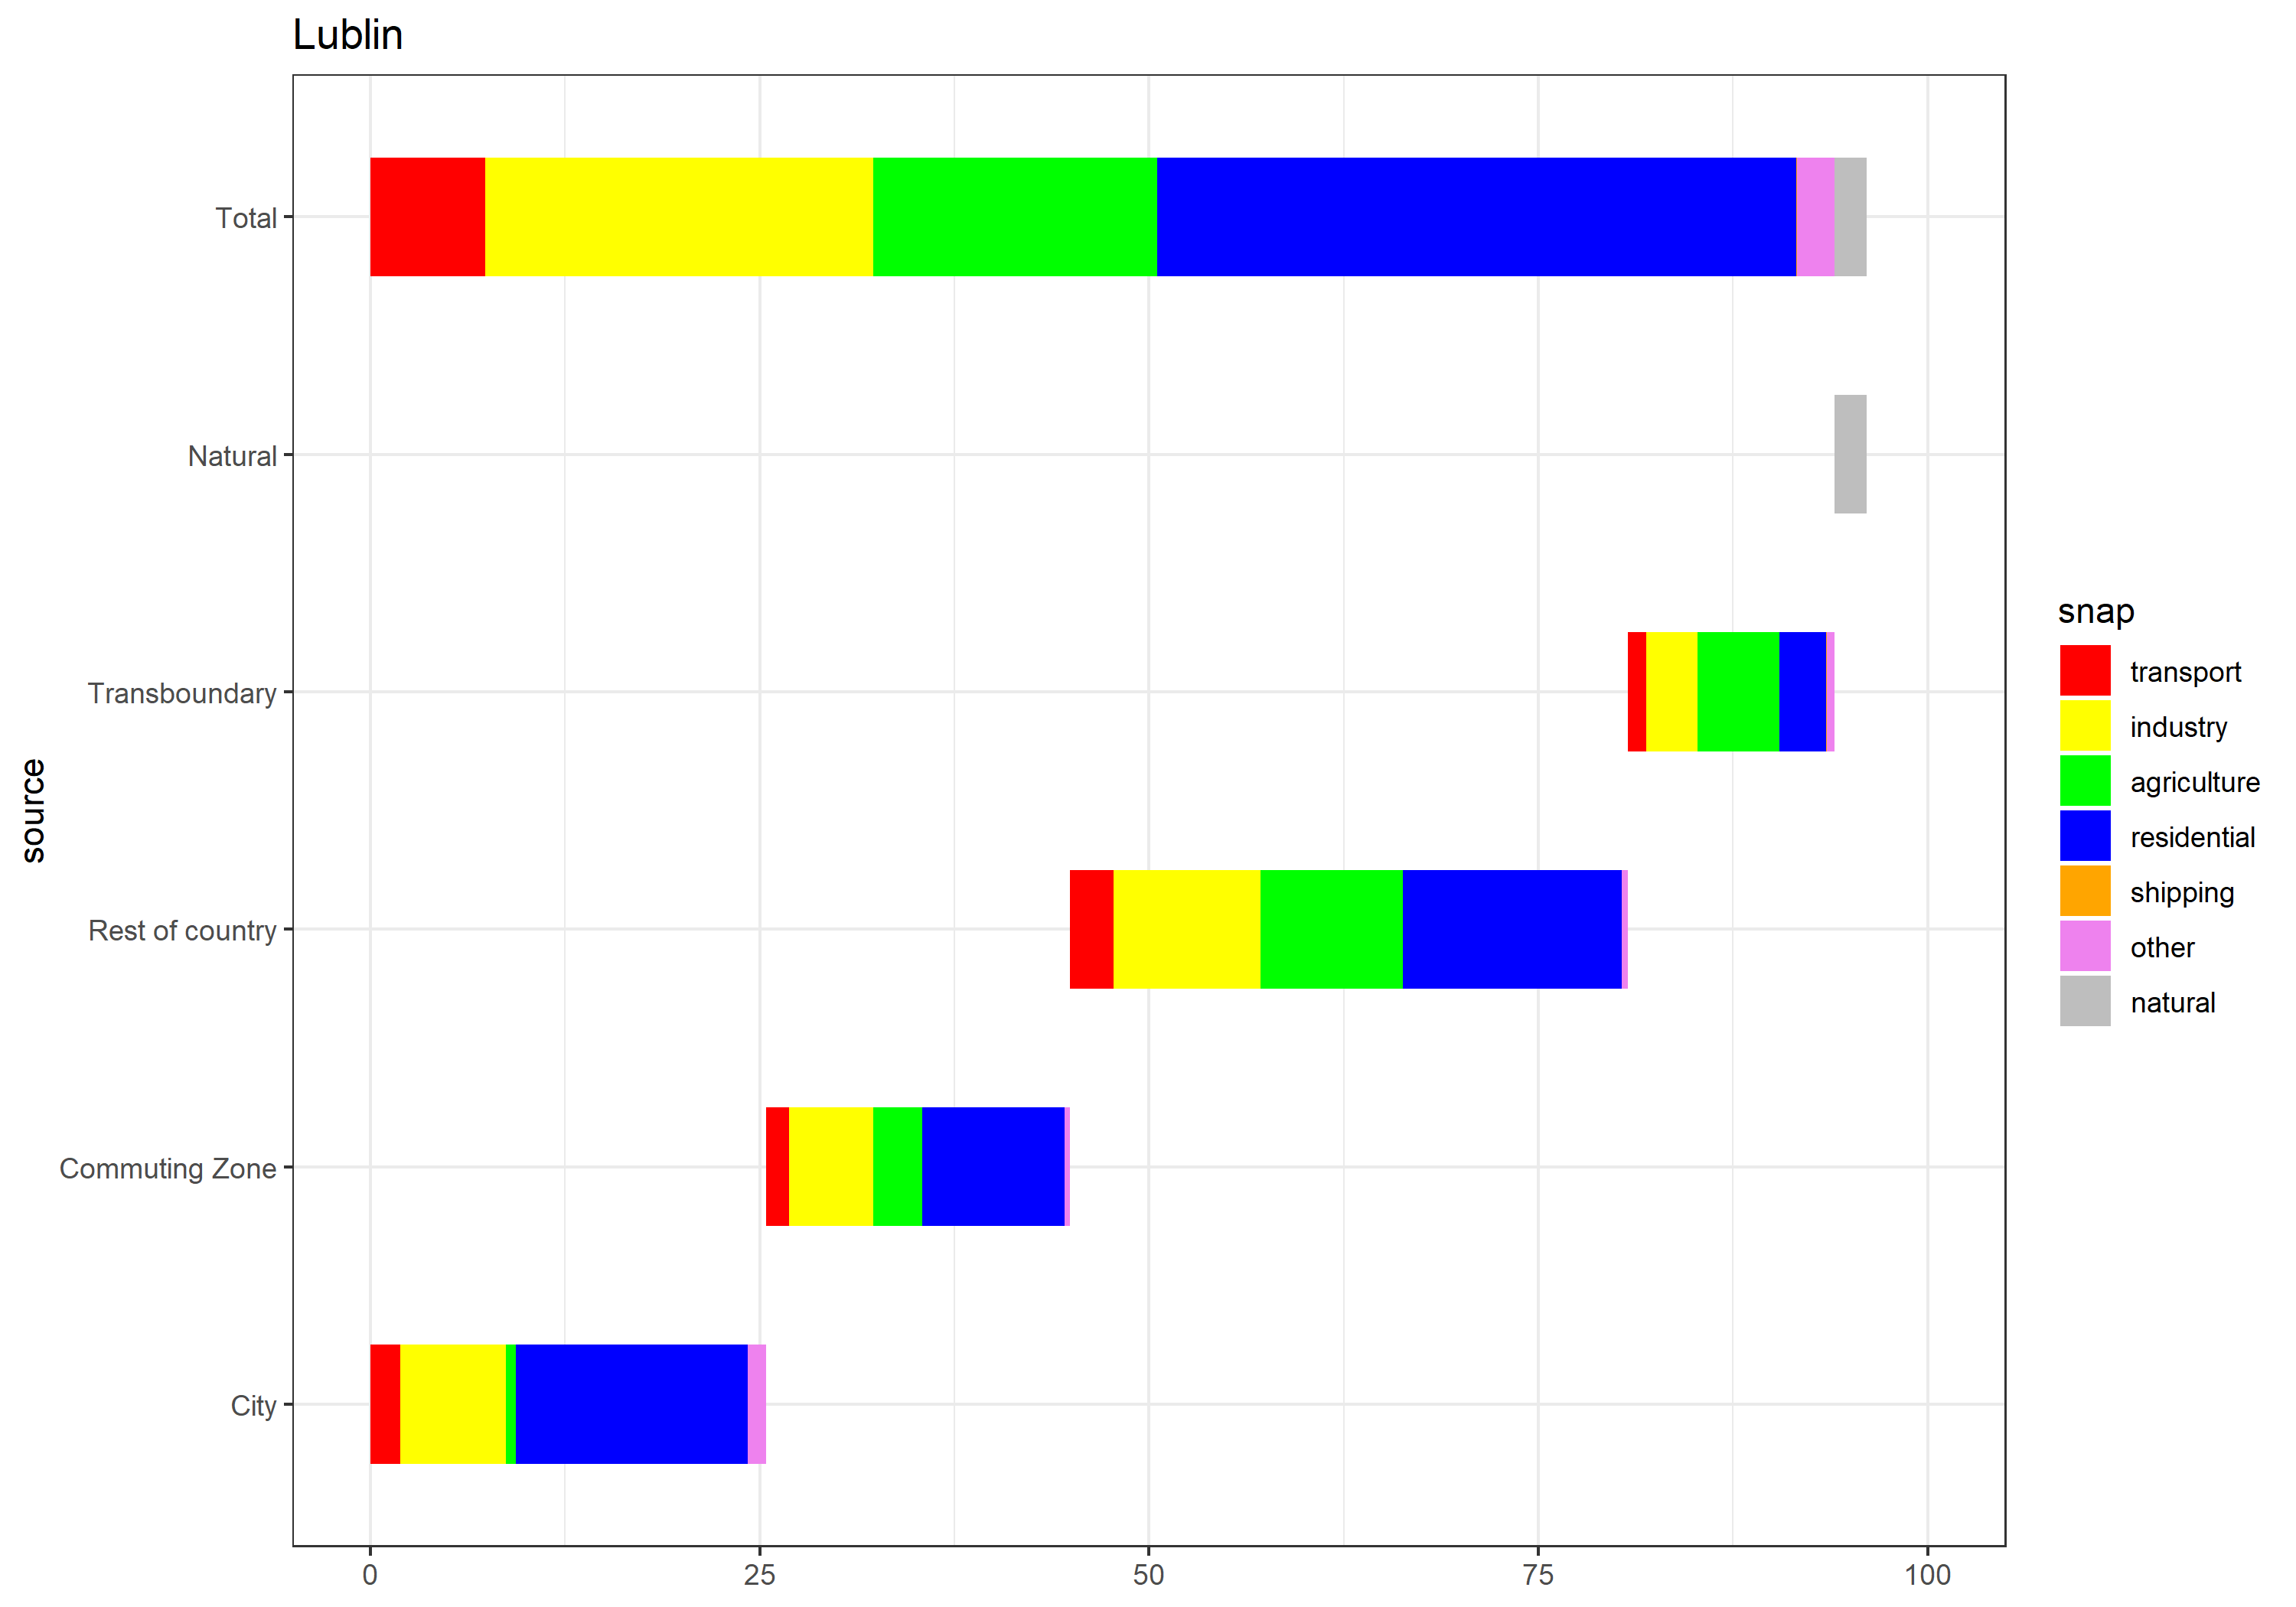 Lublin
Total
Natural
Transboundary
Rest of country
Commuting Zone
City
source
0 25 50 75 100
snap
transport
industry
agriculture
residential
shipping
other
natural